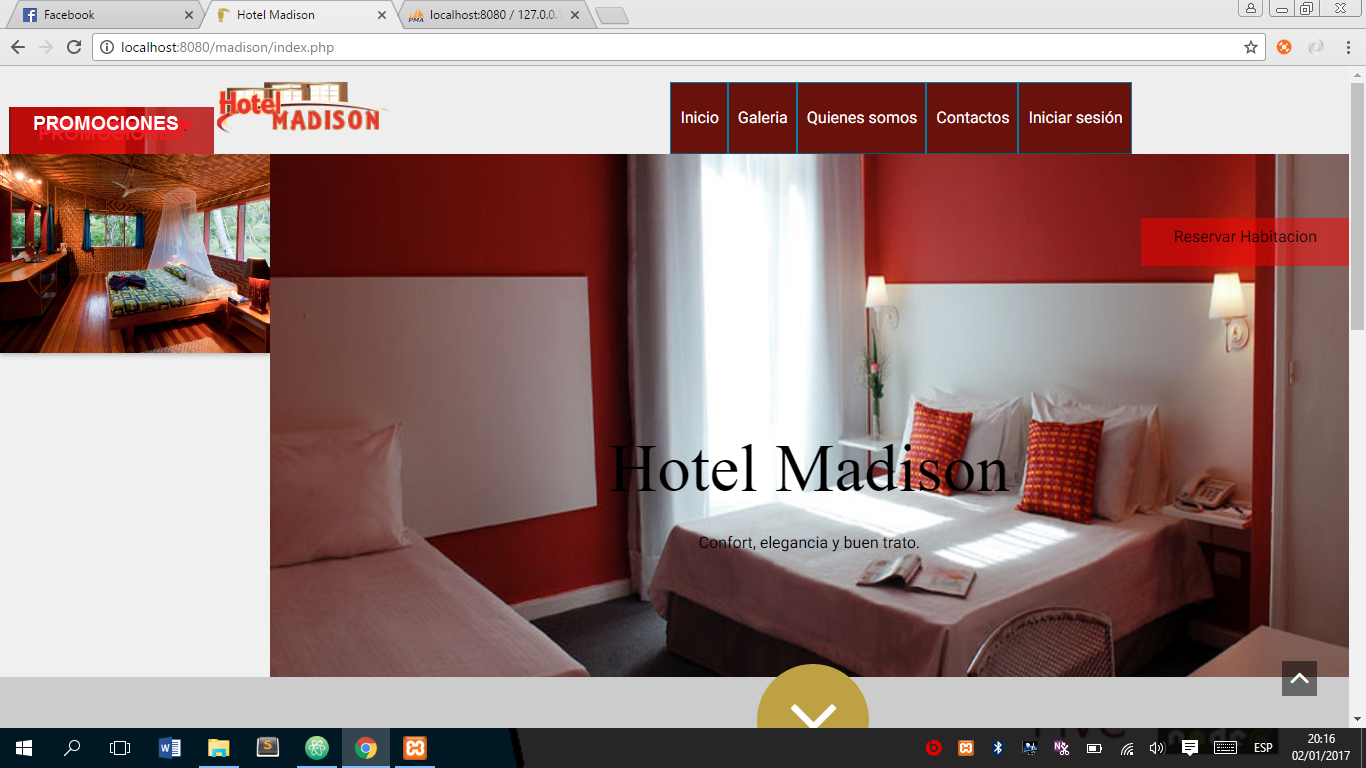 Facebook
Hotel Madison
localhost:8080 / 127.0.0.1
localhost:8080/madison/index.php
PROMOCIONES
Hotel MADISON
Inicio
Galeria
Quienes somos
Contactos
Iniciar sesión
Reservar Habitacion
Hotel Madison
Confort, elegancia y buen trato.
ESP
20:16
02/01/2017